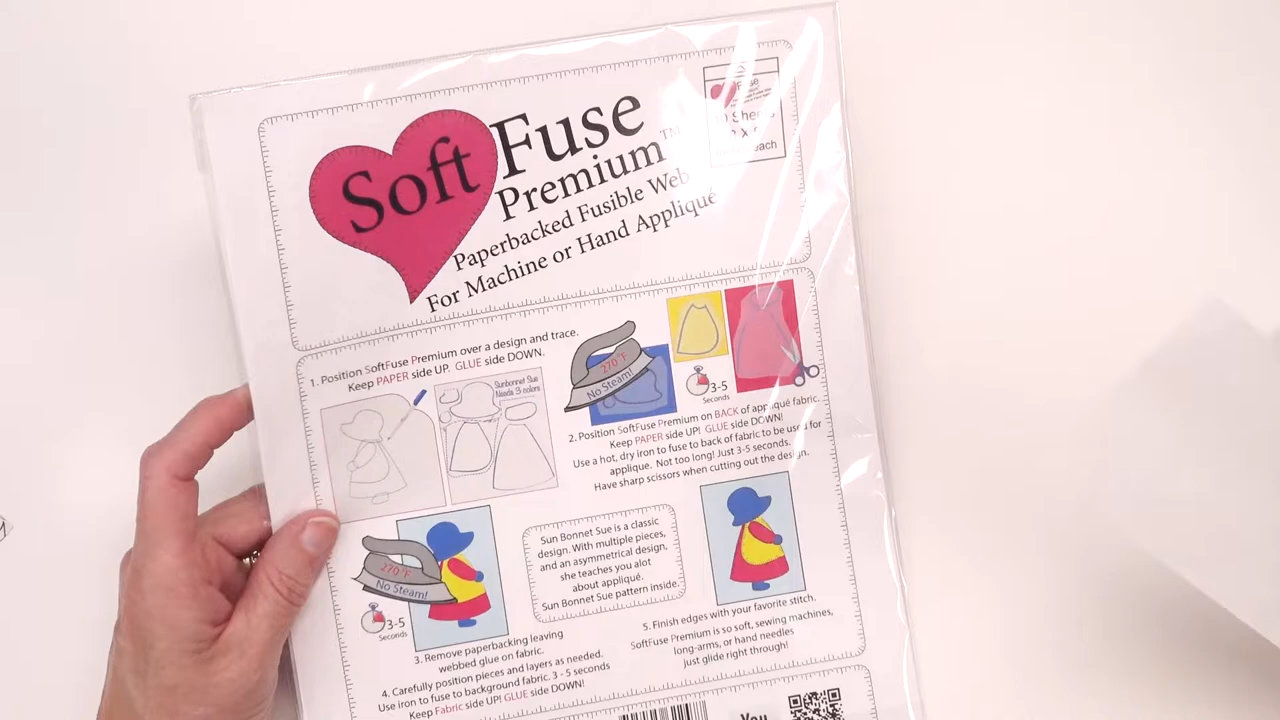 Soft Fuse
Premium™
Paperbacked Fusible Web
For Machine or Hand Appliqué
1. Position SoftFuse Premium over a design and trace.
Keep PAPER side UP. GLUE side DOWN.
Sunbonnet Sue
Needs 3 colors
270°F
No Steam!
3-5
Seconds
2. Position SoftFuse Premium on BACK of appliqué fabric.
Keep PAPER side UP! GLUE side DOWN!
Use a hot, dry iron to fuse to back of fabric to be used for
applique. Not too long! Just 3-5 seconds.
Have sharp scissors when cutting out the design.
270°F
No Steam!
3-5
Seconds
Sun Bonnet Sue is a classic
design. With multiple pieces,
and an asymmetrical design,
she teaches you alot
about appliqué.
Sun Bonnet Sue pattern inside.
3. Remove paperbacking leaving
webbed glue on fabric.
4. Carefully position pieces and layers as needed.
Use iron to fuse to background fabric. 3 - 5 seconds
Keep Fabric side UP! GLUE side DOWN!
5. Finish edges with your favorite stitch.
SoftFuse Premium is so soft, sewing machines,
long-arms, or hand needles
just glide right through!
You